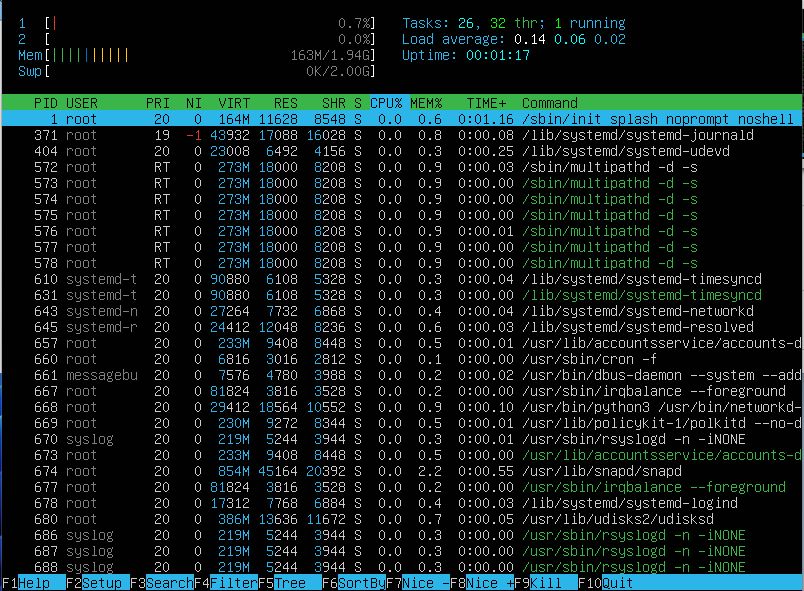 1 [| 0.7%] Tasks: 26, 32 thr; 1 running
2 [ 0.0%] Load average: 0.14 0.06 0.02
Mem[|||||||||||| 163M/1.94G] Uptime: 00:01:17
Swp[ 0K/2.00G]
PID USER PRI NI VIRT RES SHR S CPU% MEM% TIME+ Command
1 root 20 0 164M 11628 8548 S 0.0 0.6 0:01.16 /sbin/init splash noprompt noshell
371 root 19 -1 43932 17088 16028 S 0.0 0.8 0:00.08 /lib/systemd/systemd-journald
404 root 20 0 23008 6492 4156 S 0.0 0.3 0:00.25 /lib/systemd/systemd-udevd
572 root RT 0 273M 18000 8208 S 0.0 0.9 0:00.03 /sbin/multipathd -d -s
573 root RT 0 273M 18000 8208 S 0.0 0.9 0:00.00 /sbin/multipathd -d -s
574 root RT 0 273M 18000 8208 S 0.0 0.9 0:00.00 /sbin/multipathd -d -s
575 root RT 0 273M 18000 8208 S 0.0 0.9 0:00.00 /sbin/multipathd -d -s
576 root RT 0 273M 18000 8208 S 0.0 0.9 0:00.01 /sbin/multipathd -d -s
577 root RT 0 273M 18000 8208 S 0.0 0.9 0:00.00 /sbin/multipathd -d -s
578 root RT 0 273M 18000 8208 S 0.0 0.9 0:00.00 /sbin/multipathd -d -s
610 systemd-t 20 0 90880 6108 5328 S 0.0 0.3 0:00.04 /lib/systemd/systemd-timesyncd
631 systemd-t 20 0 90880 6108 5328 S 0.0 0.3 0:00.00 /lib/systemd/systemd-timesyncd
643 systemd-n 20 0 27264 7732 6868 S 0.0 0.4 0:00.04 /lib/systemd/systemd-networkd
645 systemd-r 20 0 24412 12048 8236 S 0.0 0.6 0:00.03 /lib/systemd/systemd-resolved
657 root 20 0 233M 9408 8448 S 0.0 0.5 0:00.01 /usr/lib/accountsservice/accounts-d
660 root 20 0 6816 3016 2812 S 0.0 0.1 0:00.00 /usr/sbin/cron -f
661 messagebu 20 0 7576 4780 3988 S 0.0 0.2 0:00.02 /usr/bin/dbus-daemon --system --add
667 root 20 0 81824 3816 3528 S 0.0 0.2 0:00.00 /usr/sbin/irqbalance --foreground
668 root 20 0 29412 18564 10552 S 0.0 0.9 0:00.10 /usr/bin/python3 /usr/bin/networkd-
669 root 20 0 230M 9272 8344 S 0.0 0.5 0:00.01 /usr/lib/policykit-1/polkitd --no-d
670 syslog 20 0 219M 5244 3944 S 0.0 0.3 0:00.01 /usr/sbin/rsyslogd -n -iNONE
673 root 20 0 233M 9408 8448 S 0.0 0.5 0:00.00 /usr/lib/accountsservice/accounts-d
674 root 20 0 854M 45164 20392 S 0.0 2.2 0:00.55 /usr/lib/snapd/snapd
677 root 20 0 81824 3816 3528 S 0.0 0.2 0:00.00 /usr/sbin/irqbalance --foreground
678 root 20 0 17312 7768 6884 S 0.0 0.4 0:00.03 /lib/systemd/systemd-logind
680 root 20 0 386M 13636 11672 S 0.0 0.7 0:00.05 /usr/lib/udisks2/udisksd
686 syslog 20 0 219M 5244 3944 S 0.0 0.3 0:00.00 /usr/sbin/rsyslogd -n -iNONE
687 syslog 20 0 219M 5244 3944 S 0.0 0.3 0:00.00 /usr/sbin/rsyslogd -n -iNONE
688 syslog 20 0 219M 5244 3944 S 0.0 0.3 0:00.00 /usr/sbin/rsyslogd -n -iNONE
F1Help F2Setup F3SearchF4FilterF5Tree F6SortByF7Nice -F8Nice +F9Kill F10Quit